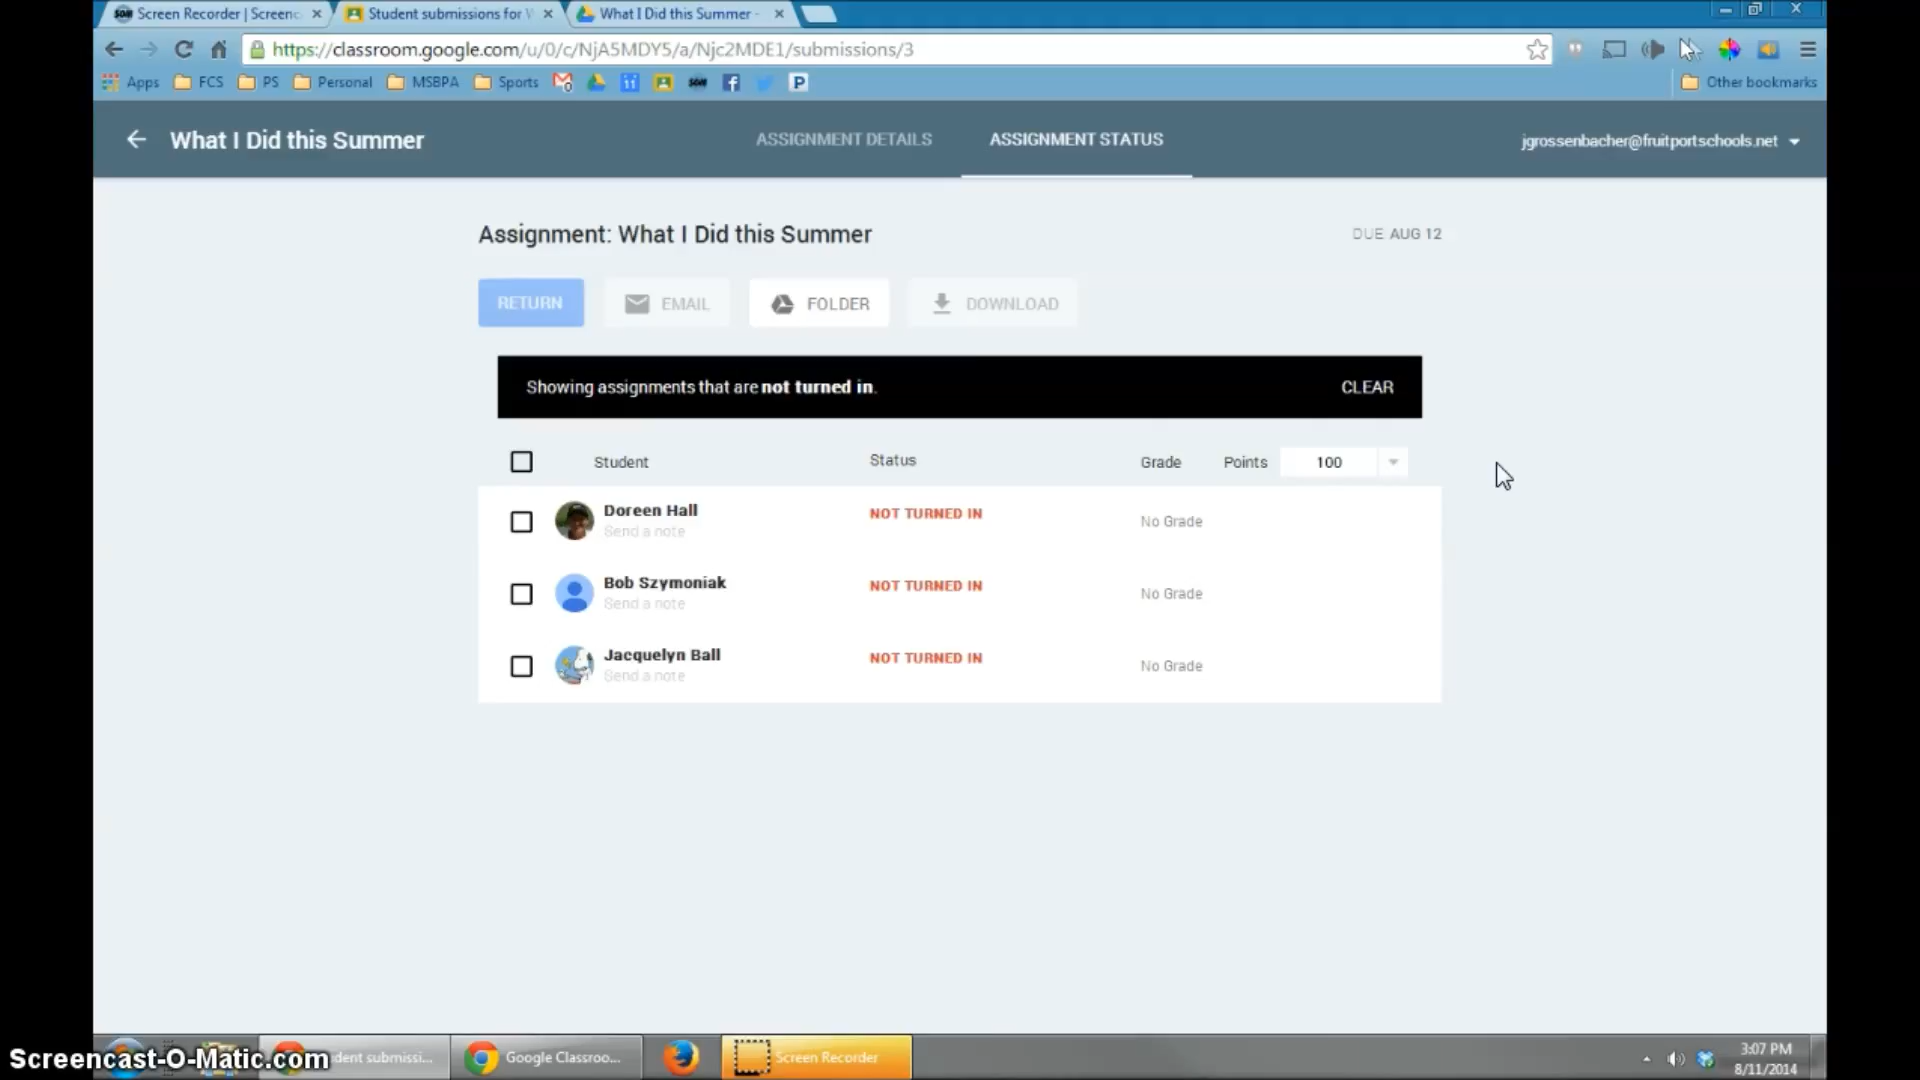 Screen Recorder | Screenc
Student submissions for W
What I Did this Summer -
https://classroom.google.com/u/0/c/NjA5MDY5/a/Njc2MDE1/submissions/3
Apps FCS PS Personal MSBPA Sports 11 SOM P Other bookmarks
What I Did this Summer
ASSIGNMENT DETAILS
ASSIGNMENT STATUS
jgrossenbacher@fruitportschools.net
Assignment: What I Did this Summer
DUE AUG 12
RETURN
EMAIL
FOLDER
DOWNLOAD
Showing assignments that are not turned in.
CLEAR
Student Status Grade Points 100
Doreen Hall NOT TURNED IN No Grade
Send a note
Bob Szymoniak NOT TURNED IN No Grade
Send a note
Jacquelyn Ball NOT TURNED IN No Grade
Send a note
Screencast-O-Matic.com
dent submissi...
Google Classroo...
Screen Recorder
3:07 PM
8/11/2014